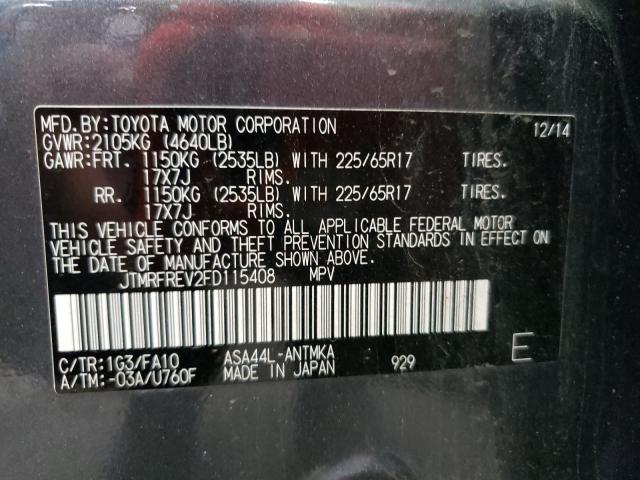 MFD.BY:TOYOTA MOTOR CORPORATION 12/14
GVWR:2105KG (4640LB)
GAWR:FRT. 1150KG (2535LB) WITH 225/65R17 TIRES.
17X7J RIMS.
RR. 1150KG (2535LB) WITH 225/65R17 TIRES.
17X7J RIMS.
THIS VEHICLE CONFORMS TO ALL APPLICABLE FEDERAL MOTOR
VEHICLE SAFETY AND THEFT PREVENTION STANDARDS IN EFFECT ON
THE DATE OF MANUFACTURE SHOWN ABOVE.
JTMRFREV2FD115408 MPV
C/TR:1G3/FA10 ASA44L-ANTMKA E
A/TM:-03A/U760F MADE IN JAPAN 929